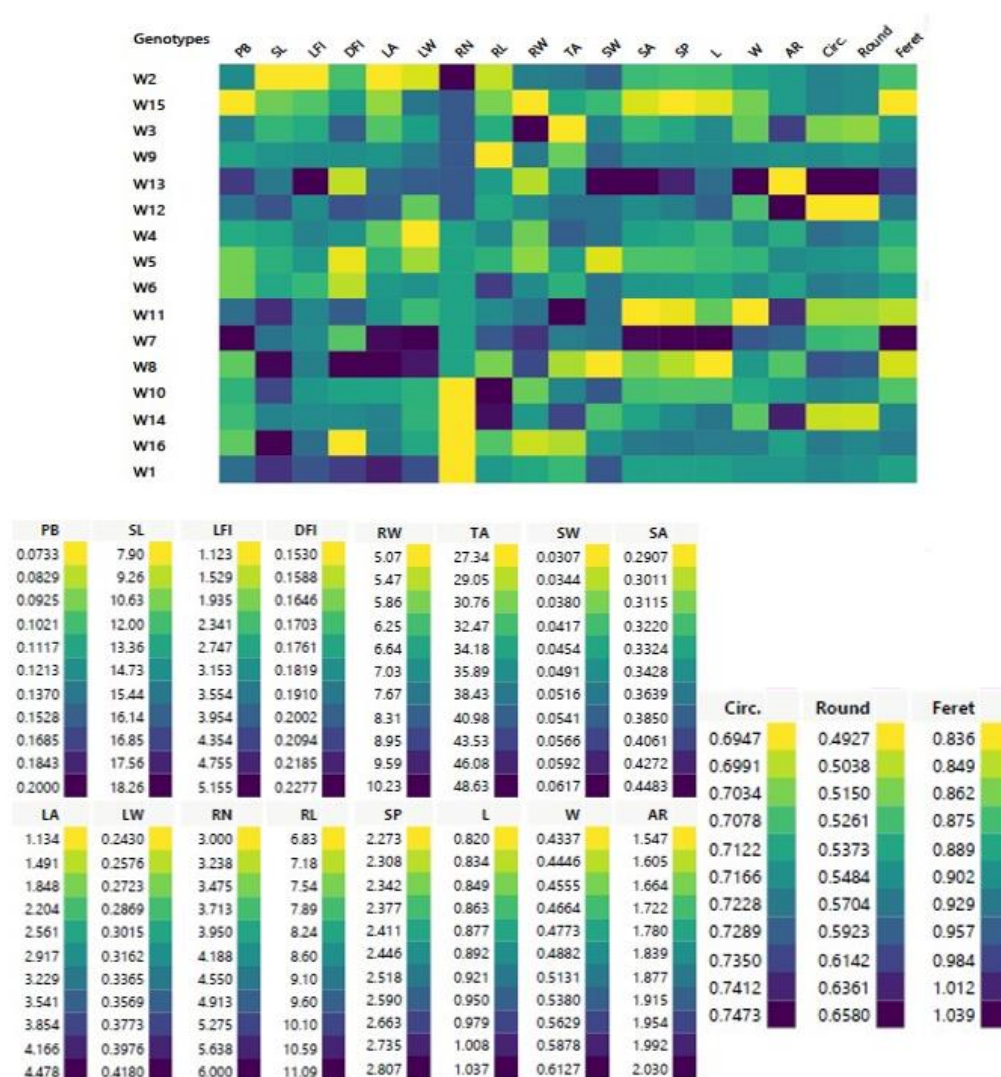 Genotypes PB SL LFI DFI LA LW RN RL RW TA SW SA SP L W AR Circ. Round Feret
W2
W15
W3
W9
W13
W12
W4
W5
W6
W11
W7
W8
W10
W14
W16
W1
PB SL LFI DFI RW TA SW SA
0.0733 7.90 1.123 0.1530 5.07 27.34 0.0307 0.2907
0.0829 9.26 1.529 0.1588 5.47 29.05 0.0344 0.3011
0.0925 10.63 1.935 0.1646 5.86 30.76 0.0380 0.3115
0.1021 12.00 2.341 0.1703 6.25 32.47 0.0417 0.3220
0.1117 13.36 2.747 0.1761 6.64 34.18 0.0454 0.3324
0.1213 14.73 3.153 0.1819 7.03 35.89 0.0491 0.3428
0.1370 15.44 3.554 0.1910 7.67 38.43 0.0516 0.3639
0.1528 16.14 3.954 0.2002 8.31 40.98 0.0541 0.3850
0.1685 16.85 4.354 0.2094 8.95 43.53 0.0566 0.4061
0.1843 17.56 4.755 0.2185 9.59 46.08 0.0592 0.4272
0.2000 18.26 5.155 0.2277 10.23 48.63 0.0617 0.4483
LA LW RN RL SP L W AR
1.134 0.2430 3.000 6.83 2.273 0.820 0.4337 1.547
1.491 0.2576 3.238 7.18 2.308 0.834 0.4446 1.605
1.848 0.2723 3.475 7.54 2.342 0.849 0.4555 1.664
2.204 0.2869 3.713 7.89 2.377 0.863 0.4664 1.722
2.561 0.3015 3.950 8.24 2.411 0.877 0.4773 1.780
2.917 0.3162 4.188 8.60 2.446 0.892 0.4882 1.839
3.229 0.3365 4.550 9.10 2.518 0.921 0.5131 1.877
3.541 0.3569 4.913 9.60 2.590 0.950 0.5380 1.915
3.854 0.3773 5.275 10.10 2.663 0.979 0.5629 1.954
4.166 0.3976 5.638 10.59 2.735 1.008 0.5878 1.992
4.478 0.4180 6.000 11.09 2.807 1.037 0.6127 2.030
Circ. Round Feret
0.6947 0.4927 0.836
0.6991 0.5038 0.849
0.7034 0.5150 0.862
0.7078 0.5261 0.875
0.7122 0.5373 0.889
0.7166 0.5484 0.902
0.7228 0.5704 0.929
0.7289 0.5923 0.957
0.7350 0.6142 0.984
0.7412 0.6361 1.012
0.7473 0.6580 1.039